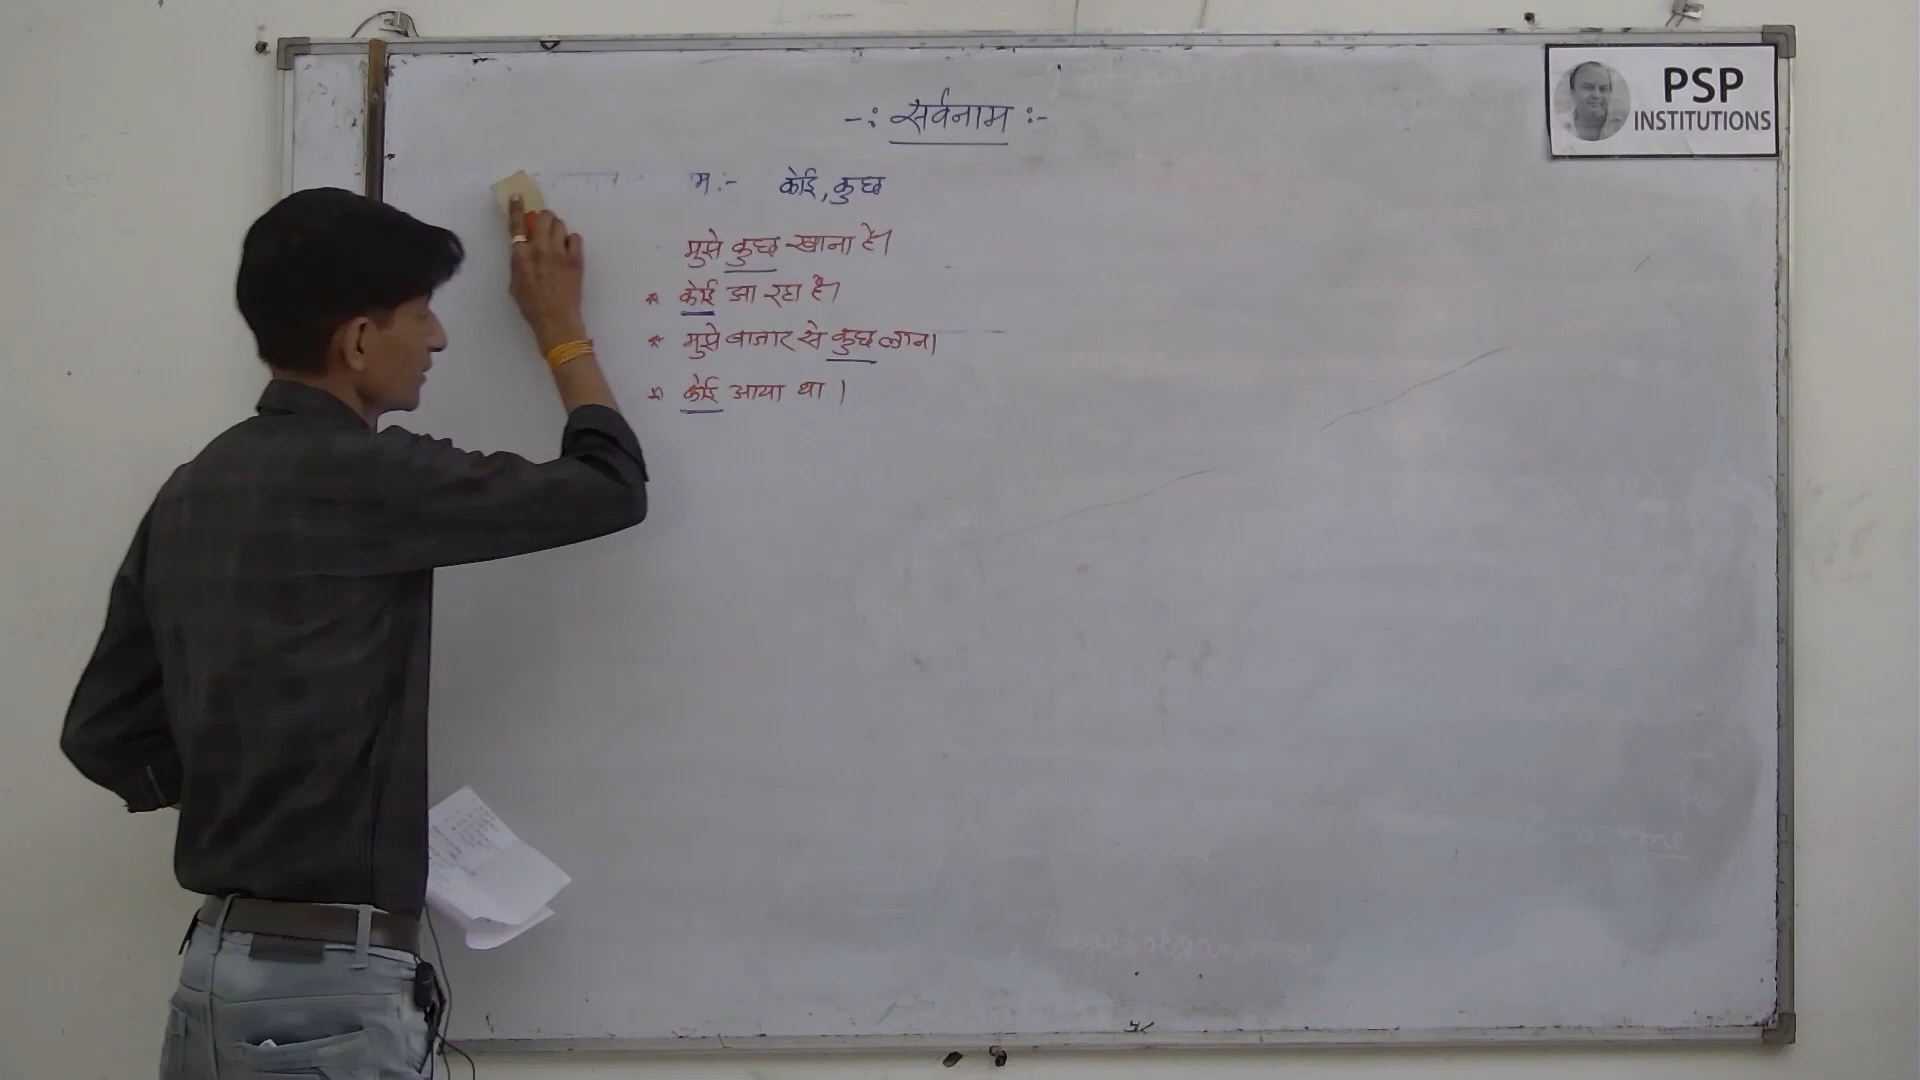 -: सर्वनाम :-
PSP
INSTITUTIONS
म :- कोई, कुछ
मुझे कुछ खाना है।
* कोई आ रहा है।
* मुझे बाजार से कुछ लाना।
* कोई आया था।